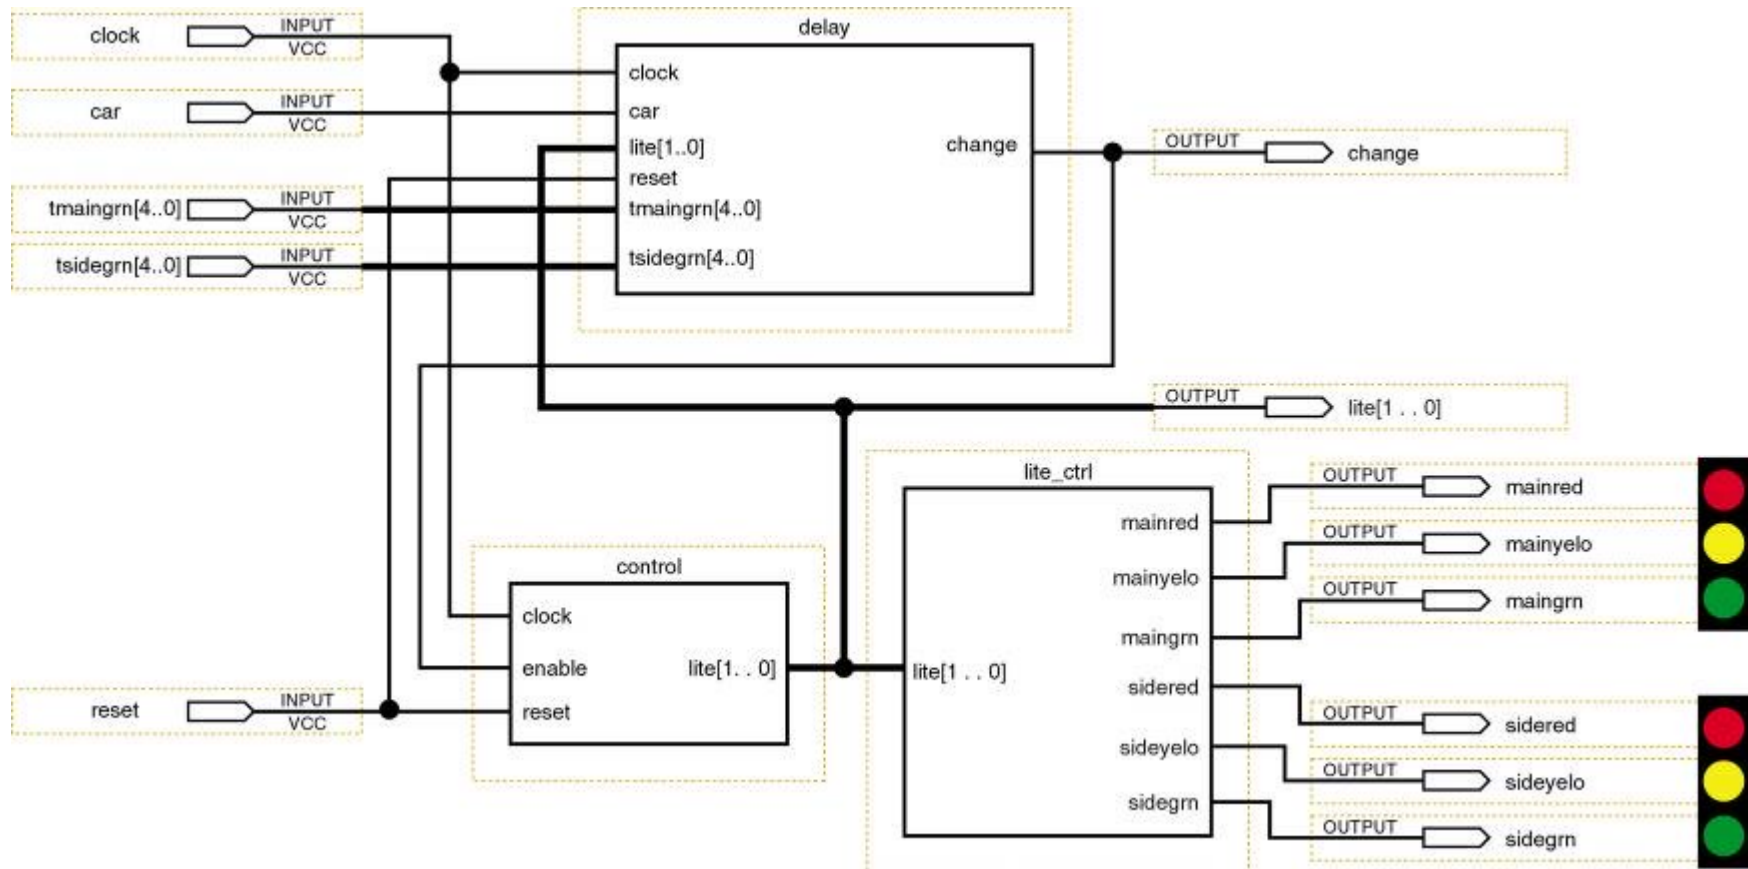 clock
INPUT
VCC
car
INPUT
VCC
tmaingrn[4..0]
INPUT
VCC
tsidegrn[4..0]
INPUT
VCC
delay
clock
car
lite[1..0]
reset
tmaingrn[4..0]
tsidegrn[4..0]
change
OUTPUT
change
OUTPUT
lite[1 . . 0]
reset
INPUT
VCC
control
clock
enable
reset
lite[1. . 0]
lite_ctrl
lite[1 . . 0]
mainred
mainyelo
maingrn
sidered
sideyelo
sidegrn
OUTPUT
mainred
OUTPUT
mainyelo
OUTPUT
maingrn
OUTPUT
sidered
OUTPUT
sideyelo
OUTPUT
sidegrn